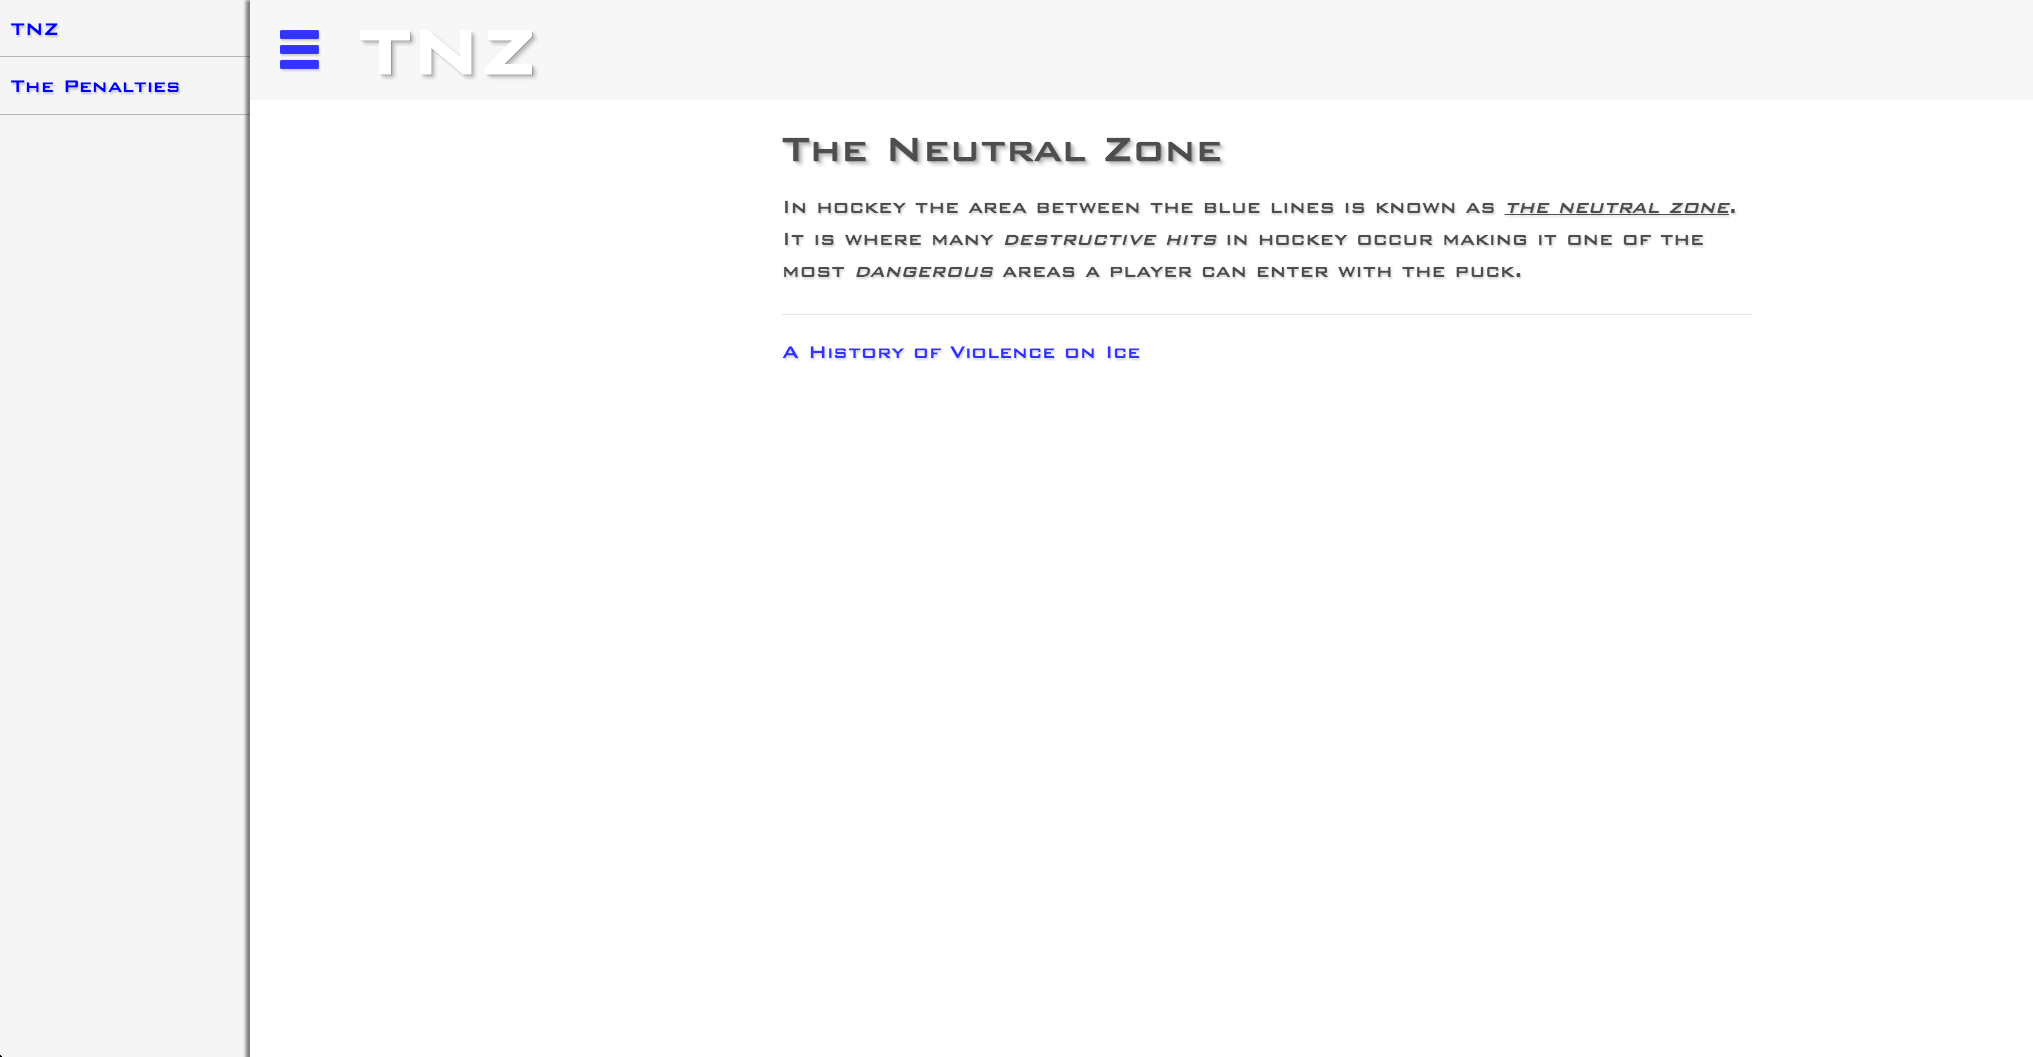 TNZ
The Penalties
TNZ
The Neutral Zone
In hockey the area between the blue lines is known as the neutral zone.
It is where many destructive hits in hockey occur making it one of the
most dangerous areas a player can enter with the puck.
A History of Violence on Ice